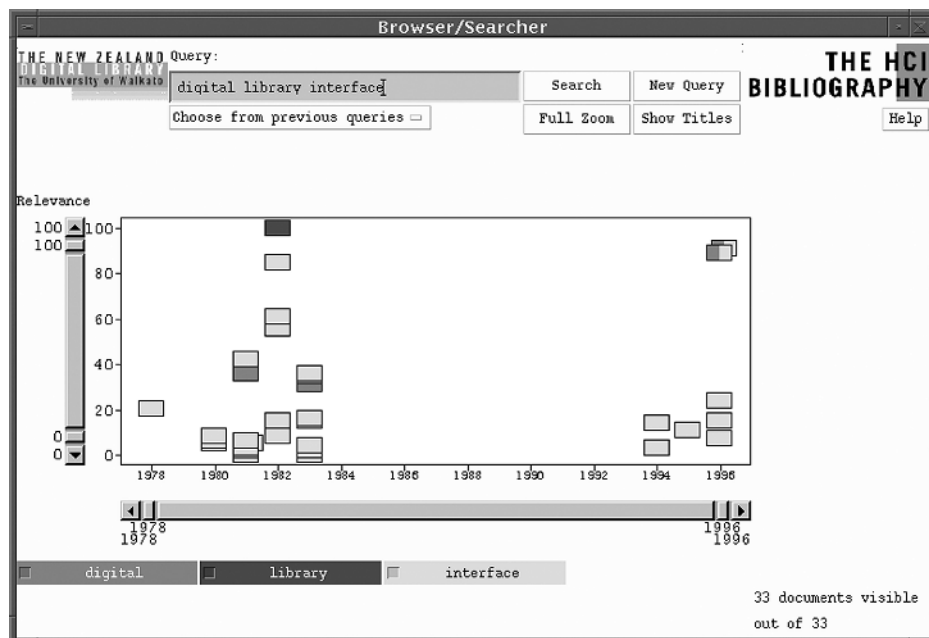 Browser/Searcher
THE NEW ZEALAND
DIGITAL LIBRARY
The University of Waikato
Query:
digital library interface
Search
New Query
THE HCI
BIBLIOGRAPHY
Choose from previous queries
Full Zoom
Show Titles
Help
Relevance
100
100
100
80
60
40
20
0
0
0
1978 1980 1982 1984 1986 1988 1990 1992 1994 1996
1978 1996
1978 1996
digital library interface
33 documents visible
out of 33